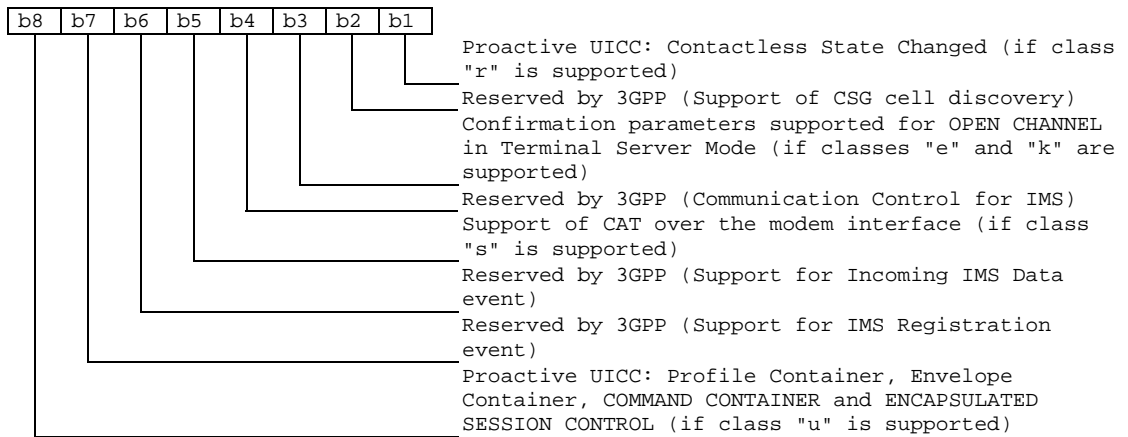 b8 b7 b6 b5 b4 b3 b2 b1
Proactive UICC: Contactless State Changed (if class
"r" is supported)
Reserved by 3GPP (Support of CSG cell discovery)
Confirmation parameters supported for OPEN CHANNEL
in Terminal Server Mode (if classes "e" and "k" are
supported)
Reserved by 3GPP (Communication Control for IMS)
Support of CAT over the modem interface (if class
"s" is supported)
Reserved by 3GPP (Support for Incoming IMS Data
event)
Reserved by 3GPP (Support for IMS Registration
event)
Proactive UICC: Profile Container, Envelope
Container, COMMAND CONTAINER and ENCAPSULATED
SESSION CONTROL (if class "u" is supported)